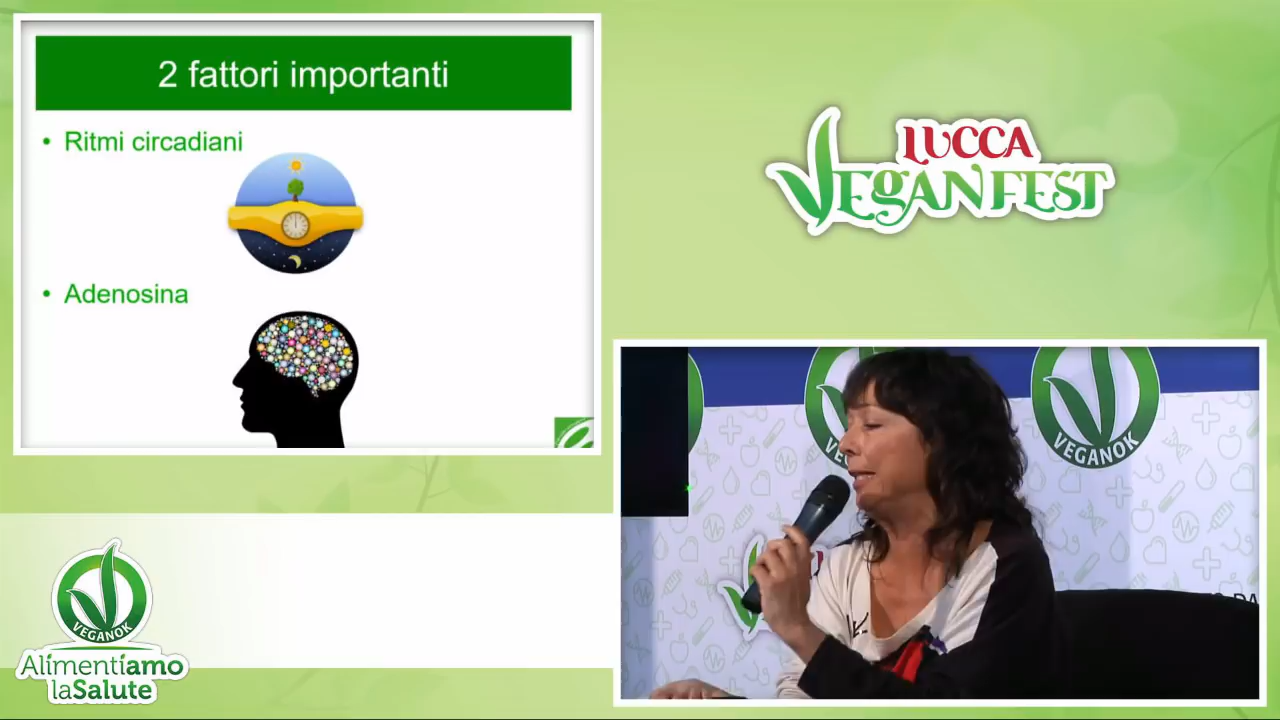 2 fattori importanti
• Ritmi circadiani
• Adenosina
LUCCA
VEGANFEST
VEGANOK
VEGANOK
VEGANOK
Alimentiamo
laSalute